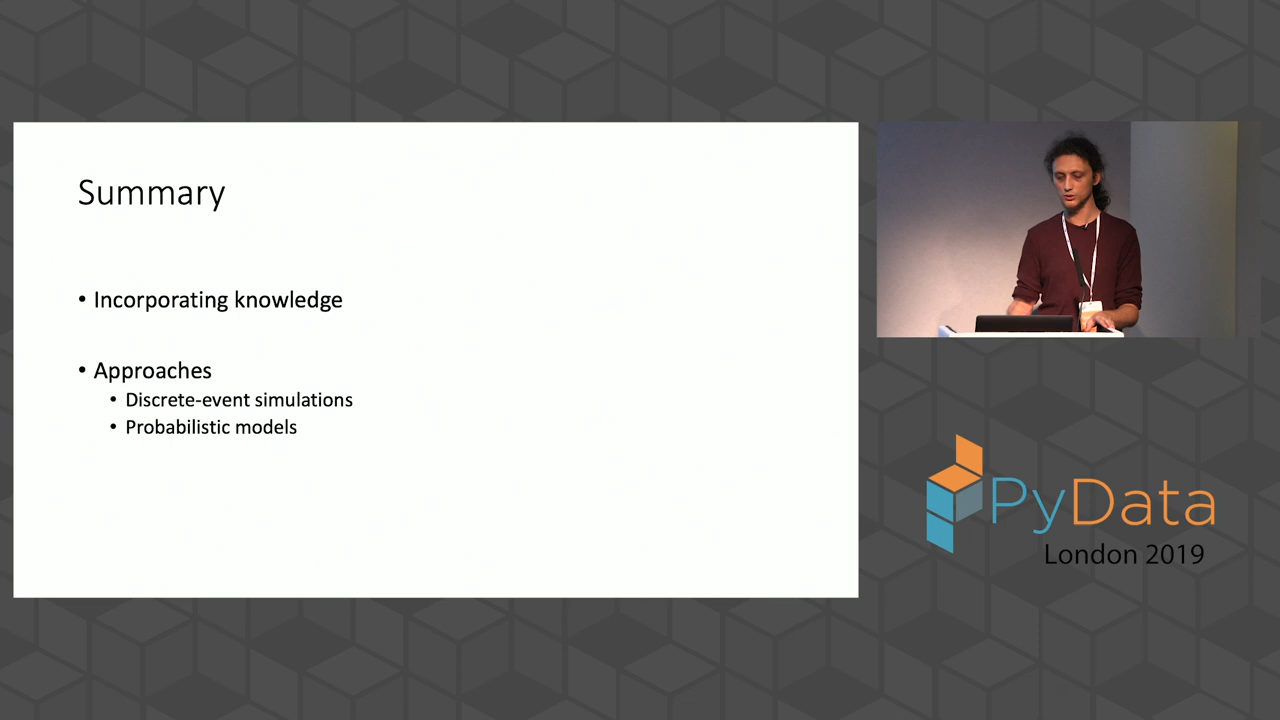 Summary
• Incorporating knowledge
• Approaches
• Discrete-event simulations
• Probabilistic models
PyData
London 2019